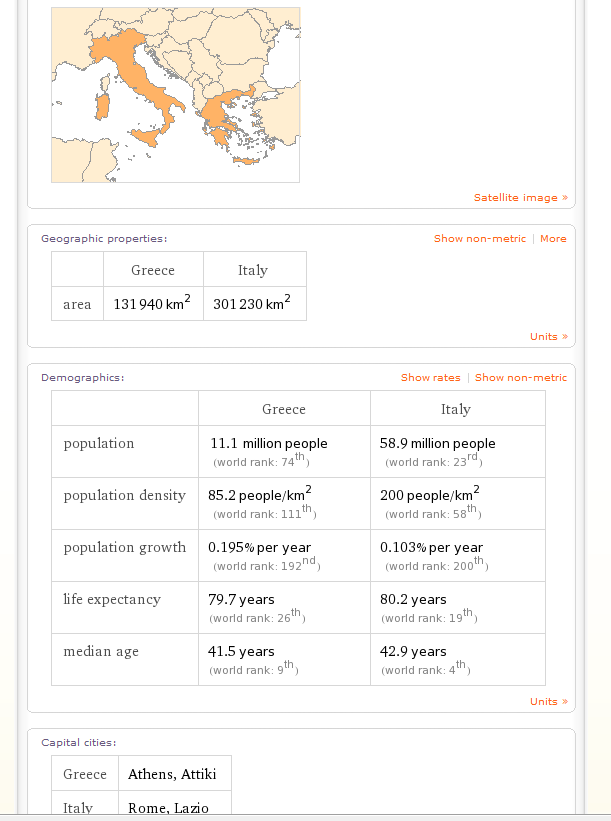 Satellite image »
Geographic properties: Show non-metric | More
Greece Italy
area 131 940 km² 301 230 km²
Units »
Demographics: Show rates | Show non-metric
Greece Italy
population 11.1 million people 58.9 million people
(world rank: 74th) (world rank: 23rd)
population density 85.2 people/km² 200 people/km²
(world rank: 111th) (world rank: 58th)
population growth 0.195% per year 0.103% per year
(world rank: 192nd) (world rank: 200th)
life expectancy 79.7 years 80.2 years
(world rank: 26th) (world rank: 19th)
median age 41.5 years 42.9 years
(world rank: 9th) (world rank: 4th)
Units »
Capital cities:
Greece Athens, Attiki
Italy Rome, Lazio